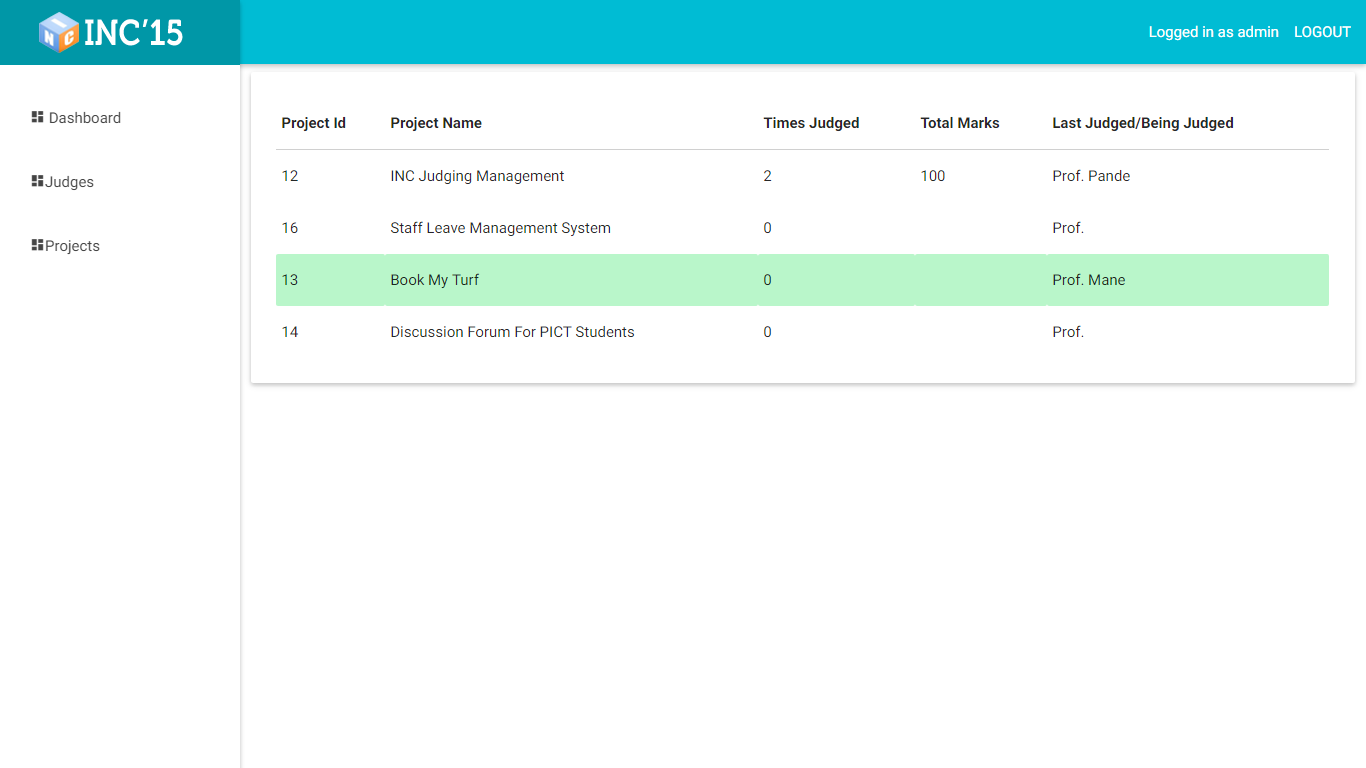 INC INC'15
Logged in as admin LOGOUT
Dashboard
Judges
Projects
Project Id Project Name Times Judged Total Marks Last Judged/Being Judged
12 INC Judging Management 2 100 Prof. Pande
16 Staff Leave Management System 0 Prof.
13 Book My Turf 0 Prof. Mane
14 Discussion Forum For PICT Students 0 Prof.